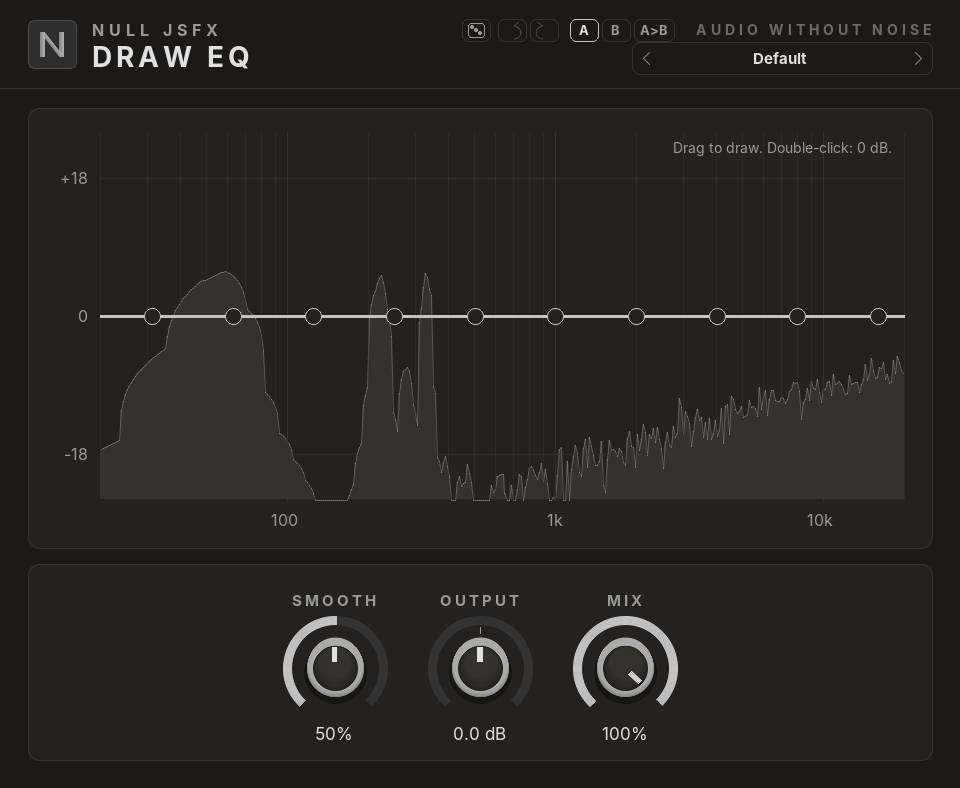 N
NULL JSFX
DRAW EQ
A B A>B
AUDIO WITHOUT NOISE
Default
Drag to draw. Double-click: 0 dB.
+18
0
-18
100 1k 10k
SMOOTH OUTPUT MIX
50% 0.0 dB 100%